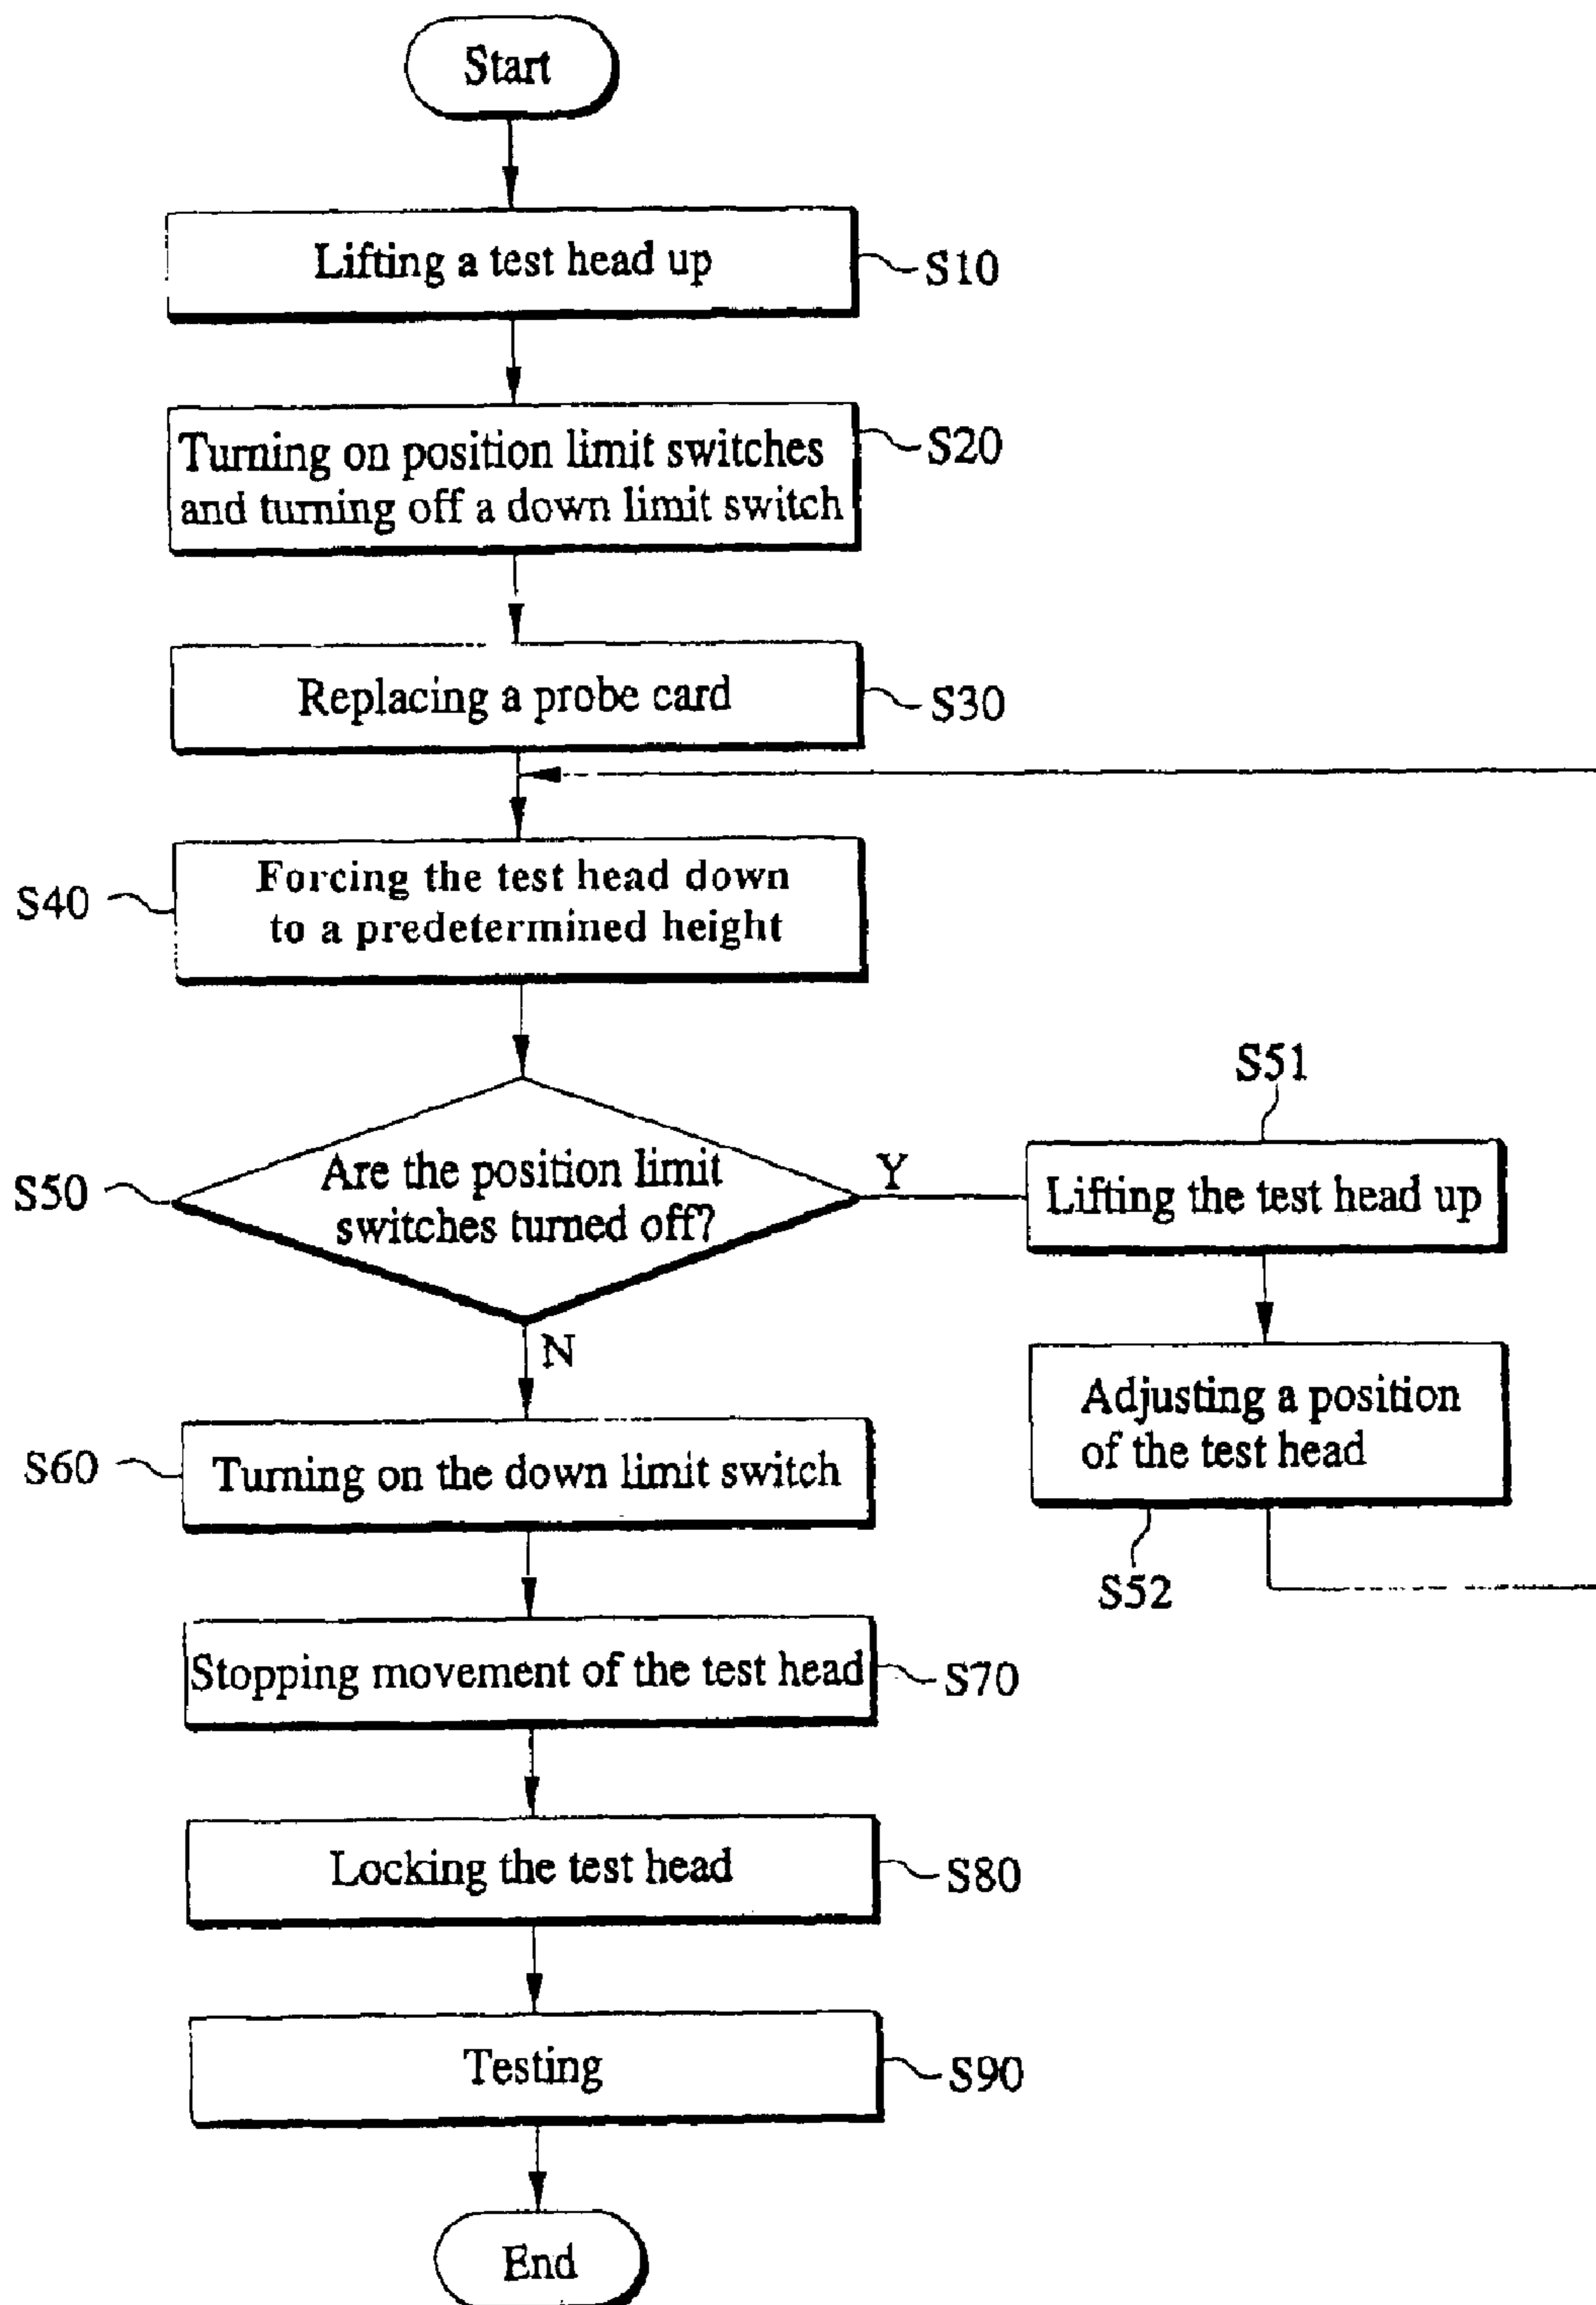 Start
Lifting a test head up
S10
Turning on position limit switches
and turning off a down limit switch
S20
Replacing a probe card
S30
S40
Forcing the test head down
to a predetermined height
S50
Are the position limit
switches turned off?
Y
N
S51
Lifting the test head up
Adjusting a position
of the test head
S52
S60
Turning on the down limit switch
Stopping movement of the test head
S70
Locking the test head
S80
Testing
S90
End